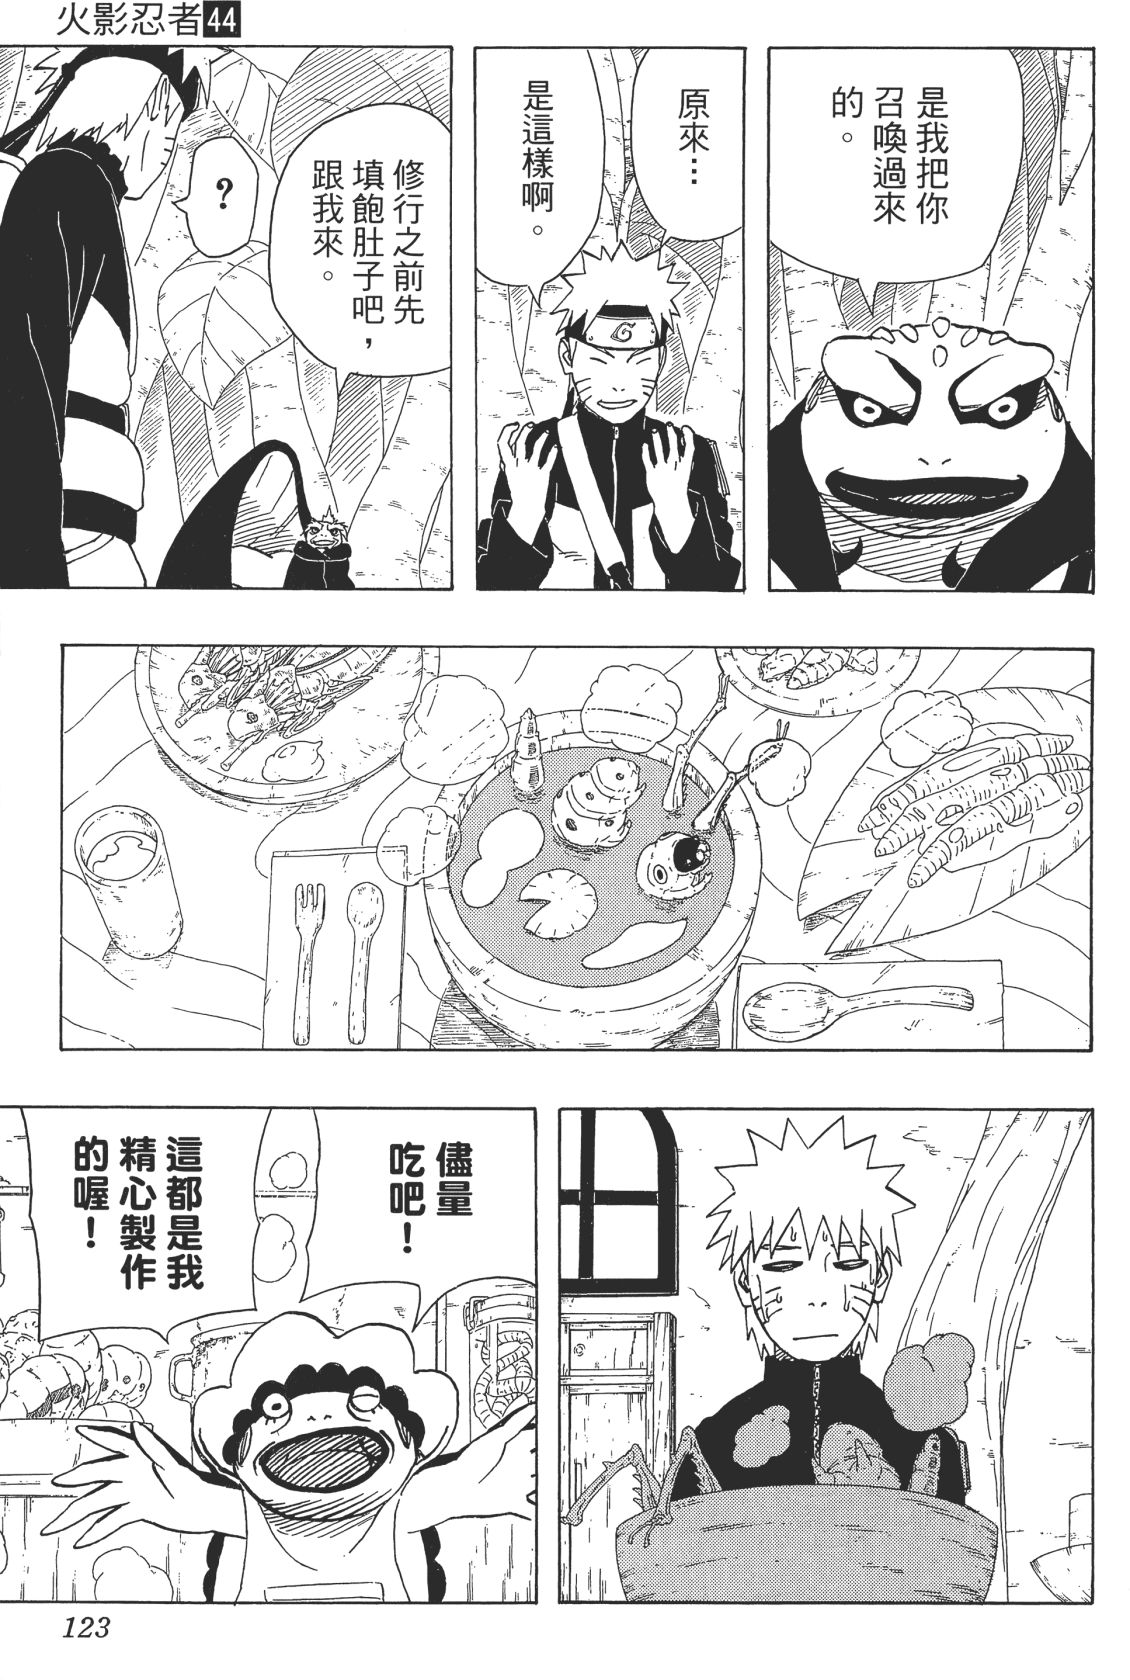 火影忍者44
是我把你
召喚過來
的。
原來…
是這樣啊。
修行之前先
填飽肚子吧，
跟我來。
？
儘量
吃吧！
這都是我
精心製作
的喔！
123